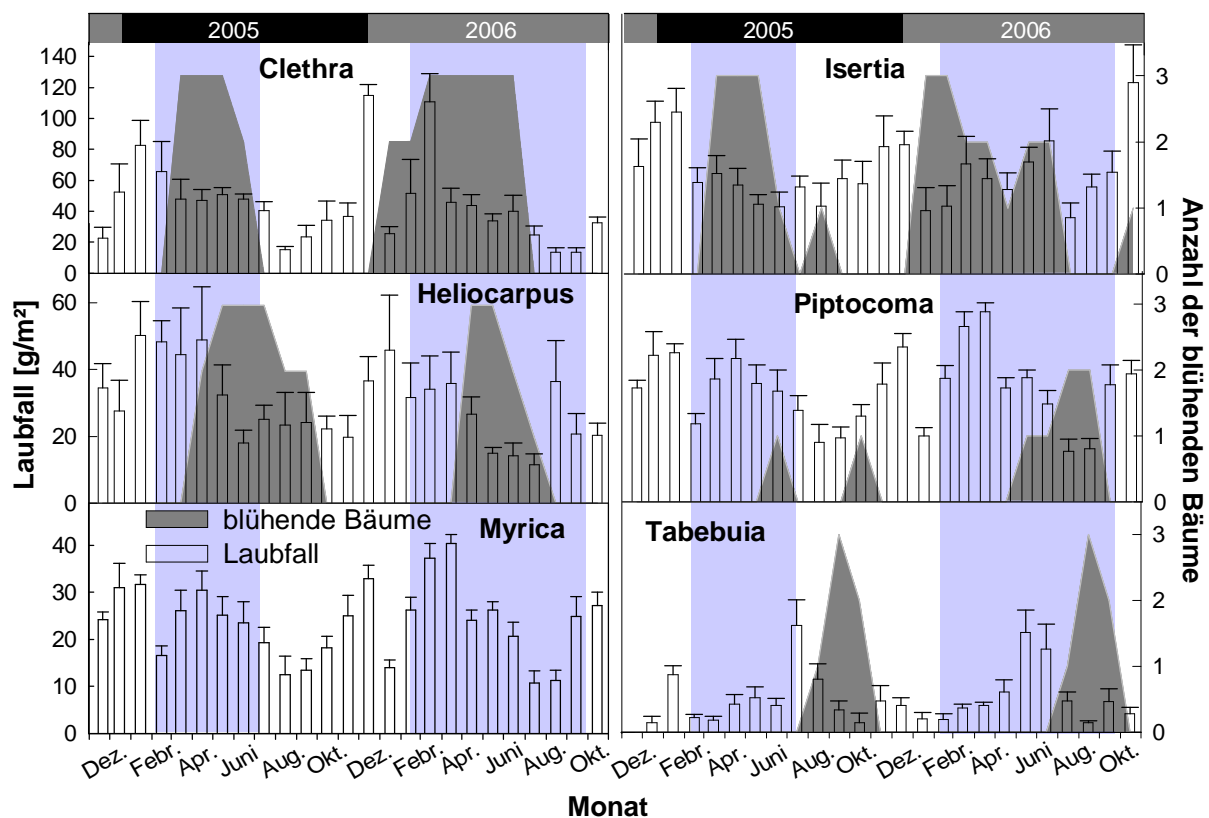 2005
2006
2005
2006
Clethra
Isertia
140
120
100
80
60
40
20
0
3
2
1
0
Heliocarpus
Piptocoma
60
40
20
0
3
2
1
0
blühende Bäume
Laubfall
Myrica
Tabebuia
40
30
20
10
0
3
2
1
0
Laubfall [g/m²]
Anzahl der blühenden Bäume
Dez. Febr. Apr. Juni Aug. Okt. Dez. Febr. Apr. Juni Aug. Okt.
Dez. Febr. Apr. Juni Aug. Okt. Dez. Febr. Apr. Juni Aug. Okt.
Monat